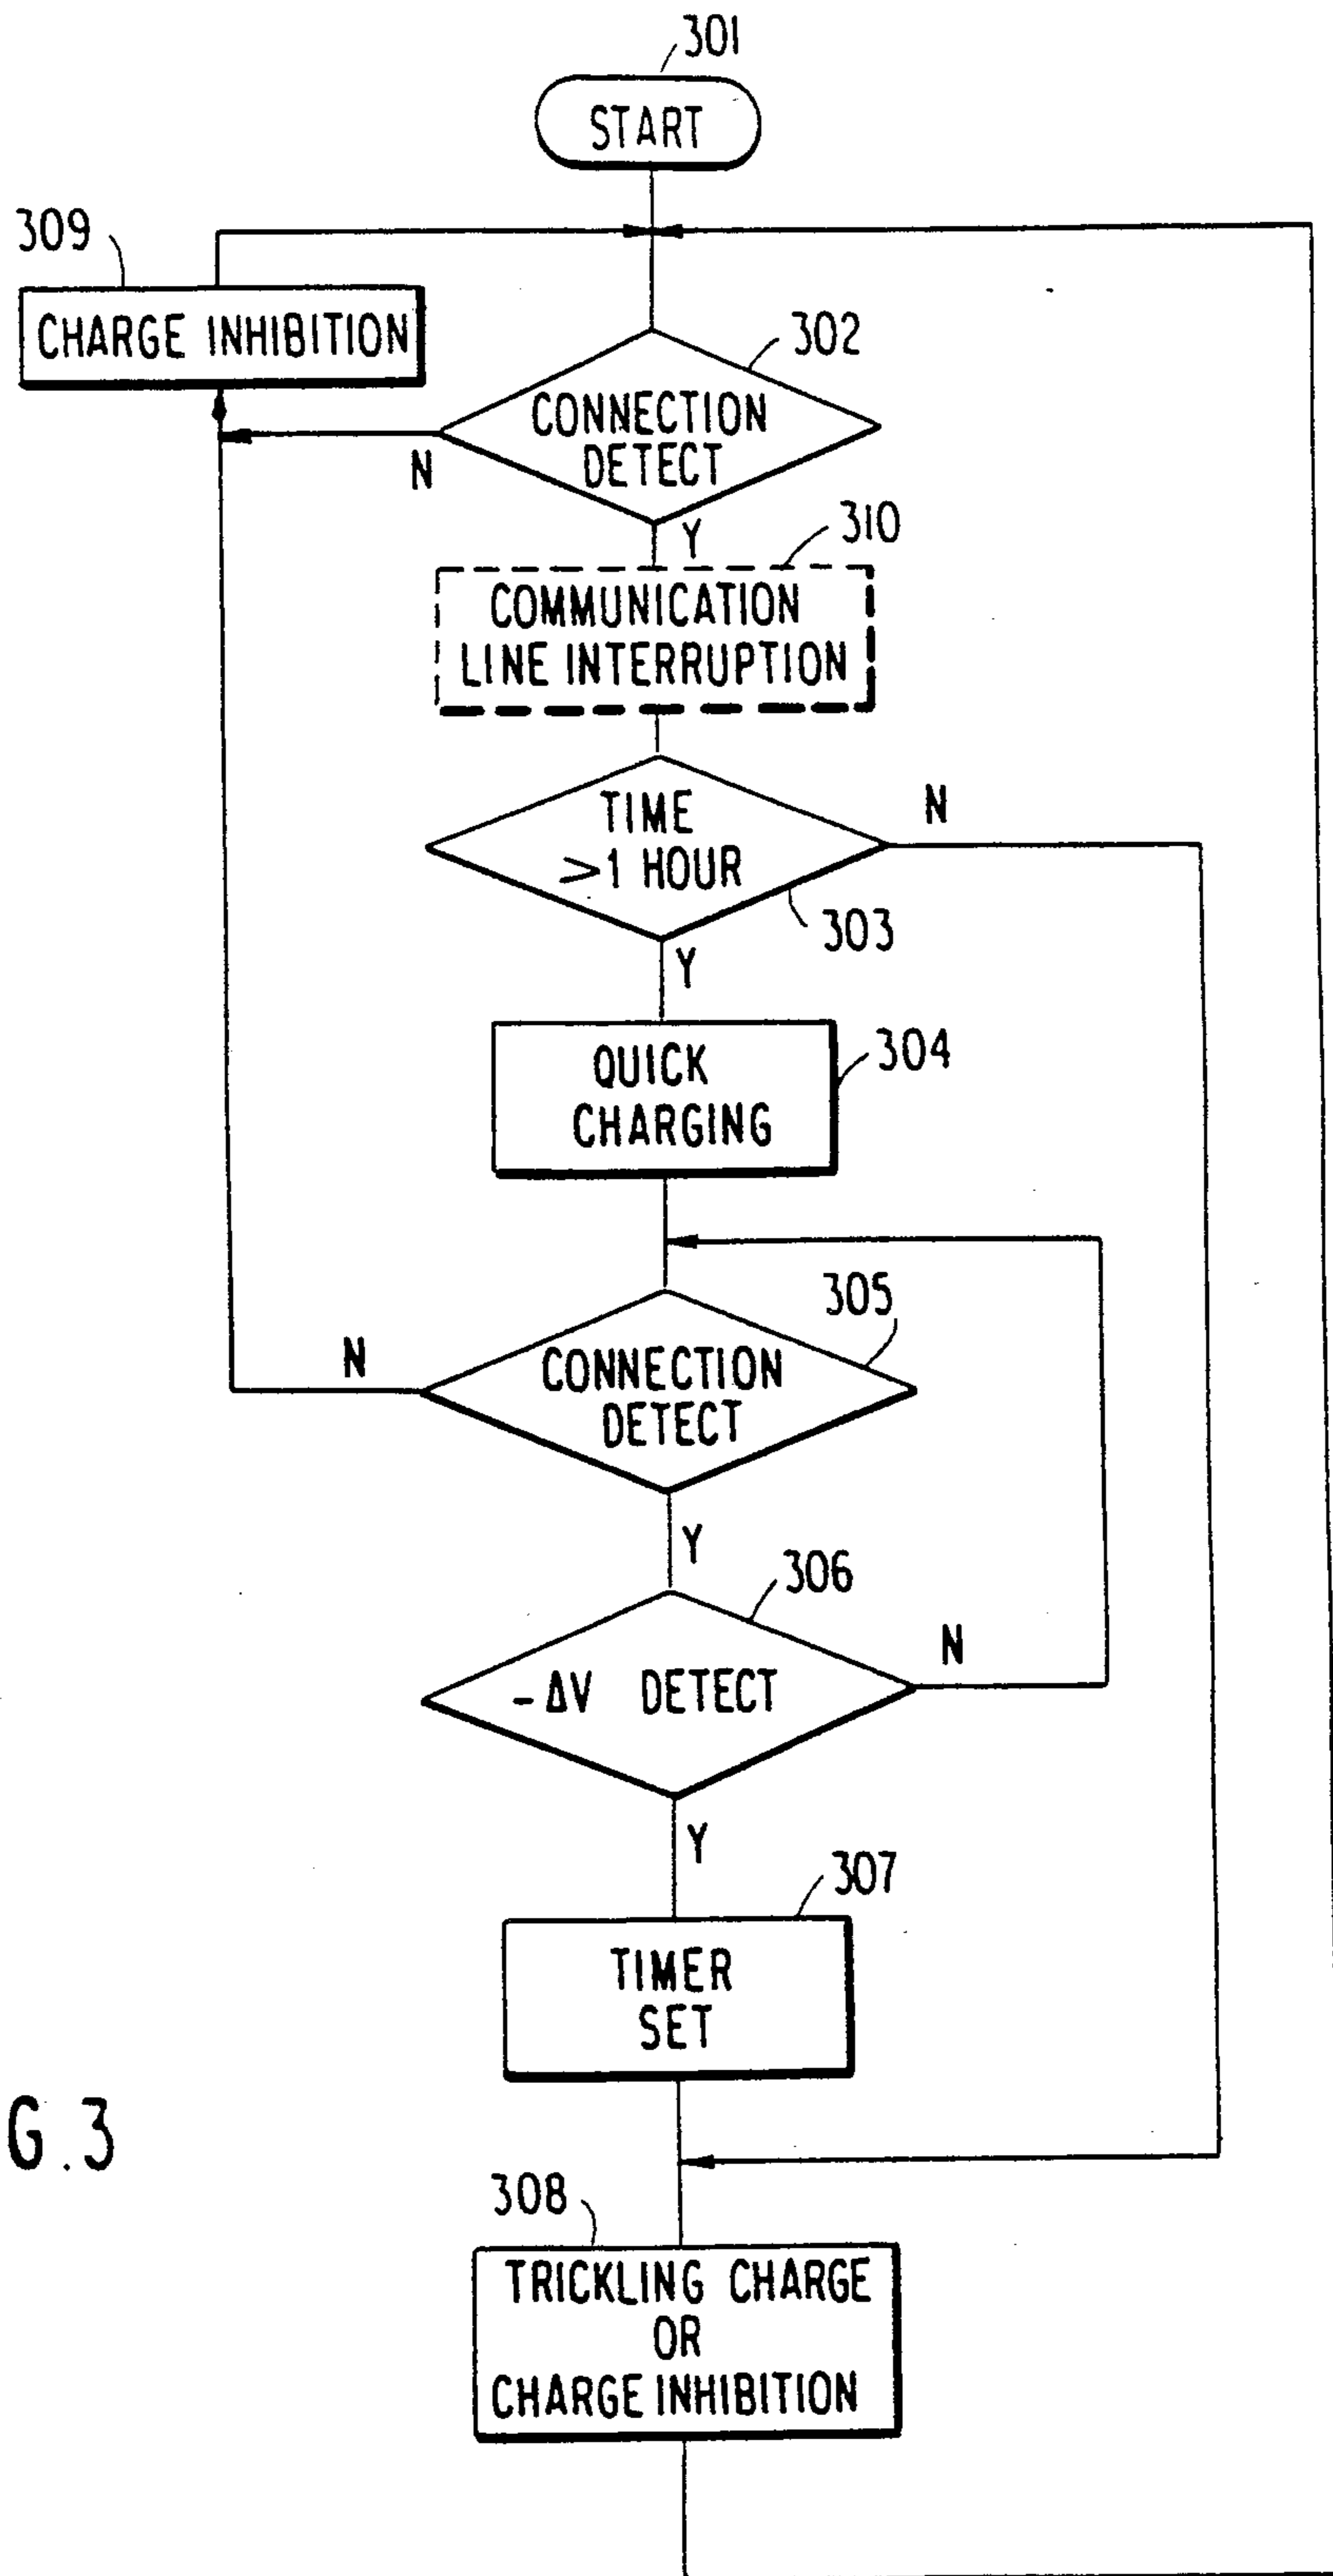 301
START
309
CHARGE INHIBITION
302
CONNECTION
DETECT
N
Y
310
COMMUNICATION
LINE INTERRUPTION
TIME
>1 HOUR
N
303
Y
QUICK
CHARGING
304
305
CONNECTION
DETECT
N
Y
306
-ΔV DETECT
N
Y
307
TIMER
SET
G.3
308
TRICKLING CHARGE
OR
CHARGE INHIBITION